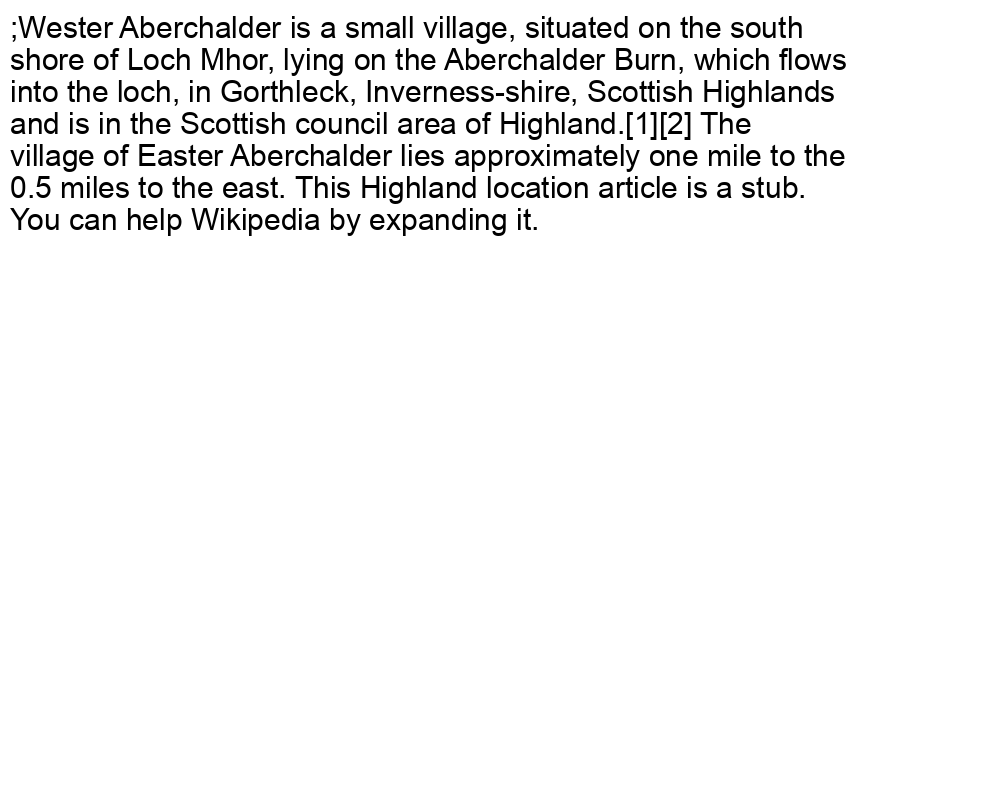 ;Wester Aberchalder is a small village, situated on the south
shore of Loch Mhor, lying on the Aberchalder Burn, which flows
into the loch, in Gorthleck, Inverness-shire, Scottish Highlands
and is in the Scottish council area of Highland.[1][2] The
village of Easter Aberchalder lies approximately one mile to the
0.5 miles to the east. This Highland location article is a stub.
You can help Wikipedia by expanding it.